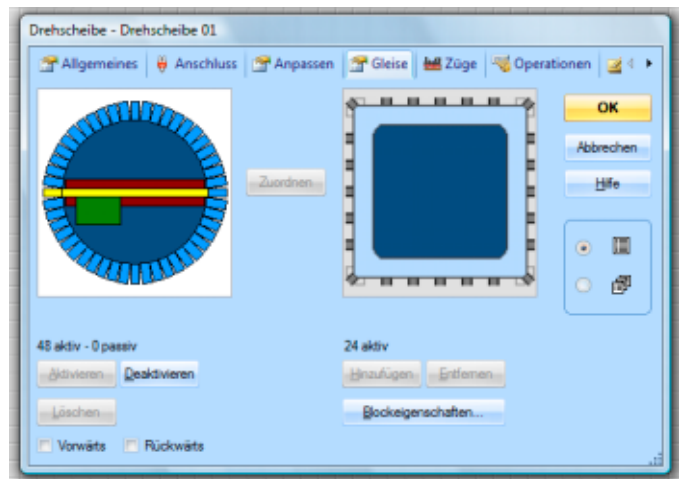 Drehscheibe - Drehscheibe 01
Allgemeines Anschluss Anpassen Gleise Züge Operationen
OK
Abbrechen
Zuordnen
Hilfe
48 aktiv - 0 passiv
24 aktiv
Aktivieren Deaktivieren
Hinzufügen Entfernen
Löschen
Blockeigenschaften...
Vorwärts Rückwärts